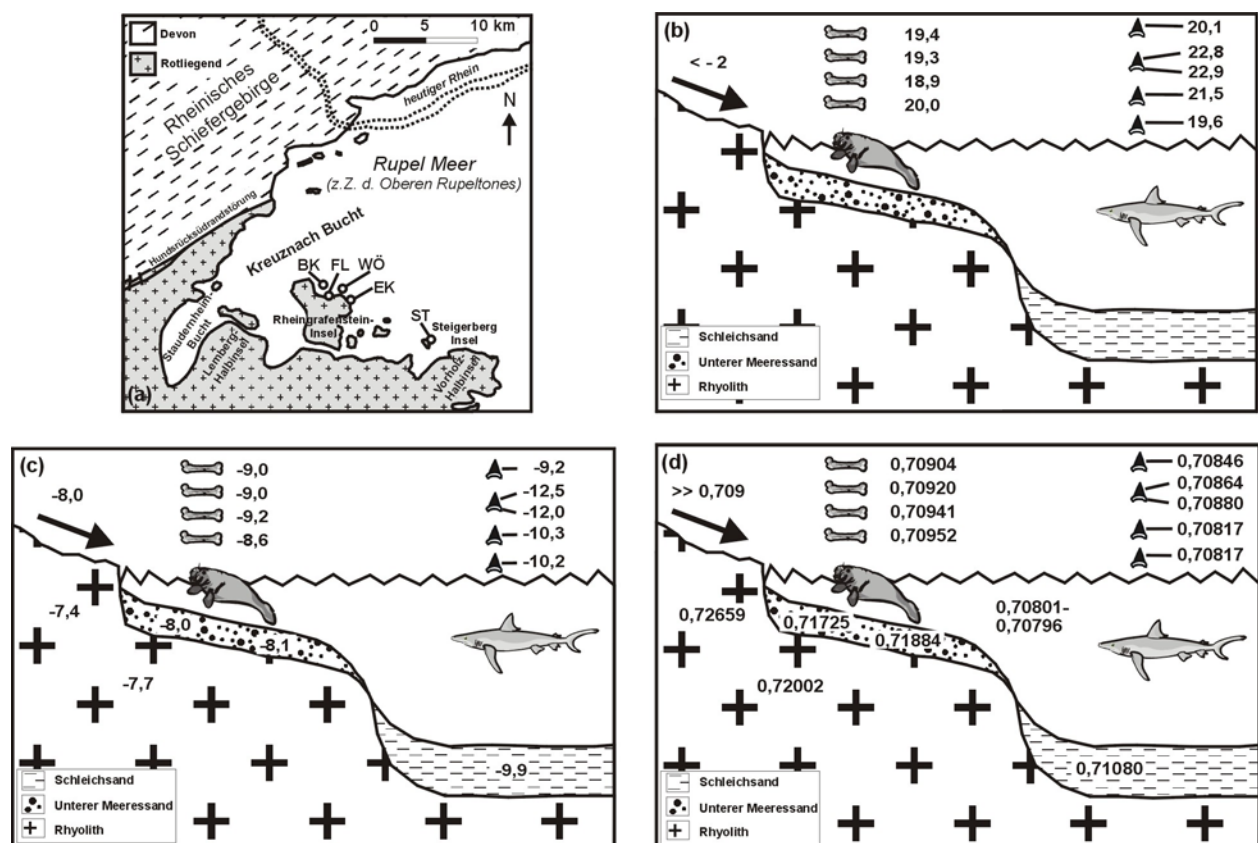 Devon
Rotliegend
0 5 10 km
N
heutiger Rhein
Rheinisches
Schiefergebirge
Rupel Meer
(z.Z. d. Oberen Rupeltones)
Hundsrücksüdrandstörung
Kreuznach Bucht
BK FL WÖ
EK
Staudernheim-
Bucht
Rheingrafenstein-
Insel
ST
Steigerberg
Insel
Lemberg-
Halbinsel
Vorholz-
Halbinsel
(a)
(b)
< - 2
19,4
19,3
18,9
20,0
20,1
22,8
22,9
21,5
19,6
Schleichsand
Unterer Meeressand
Rhyolith
(c)
-8,0
-9,0
-9,0
-9,2
-8,6
-9,2
-12,5
-12,0
-10,3
-10,2
-7,4
-8,0
-8,1
-7,7
-9,9
Schleichsand
Unterer Meeressand
Rhyolith
(d)
>> 0,709
0,70904
0,70920
0,70941
0,70952
0,70846
0,70864
0,70880
0,70817
0,70817
0,72659
0,71725
0,71884
0,70801-
0,70796
0,72002
0,71080
Schleichsand
Unterer Meeressand
Rhyolith